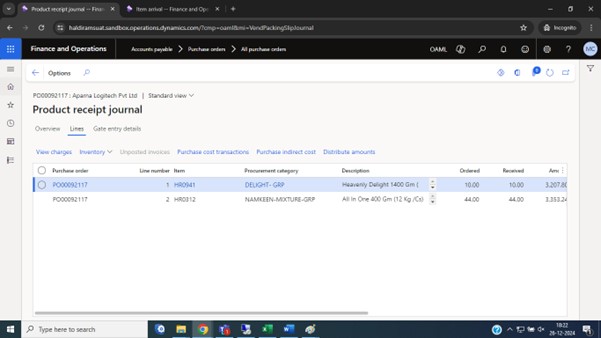 Product receipt journal -- Finan
Item arrival -- Finance and Ope
haldiramsuat.sandbox.operations.dynamics.com/?cmp=oaml&mi=VendPackingSlipJournal
Incognito
Finance and Operations
Accounts payable > Purchase orders > All purchase orders
OAML
MC
Options
0
PO00092117 : Aparna Logitech Pvt Ltd | Standard view
Product receipt journal
Overview Lines Gate entry details
View charges Inventory Unposted invoices Purchase cost transactions Purchase indirect cost Distribute amounts
Purchase order Line number Item Procurement category Description Ordered Received Amo
PO00092117 1 HR0941 DELIGHT- GRP Heavenly Delight 1400 Gm ( 10.00 10.00 3,207.80
PO00092117 2 HR0312 NAMKEEN-MIXTURE-GRP All In One 400 Gm (12 Kg /Cs) 44.00 44.00 3,353.24
Type here to search
18:22
26-12-2024